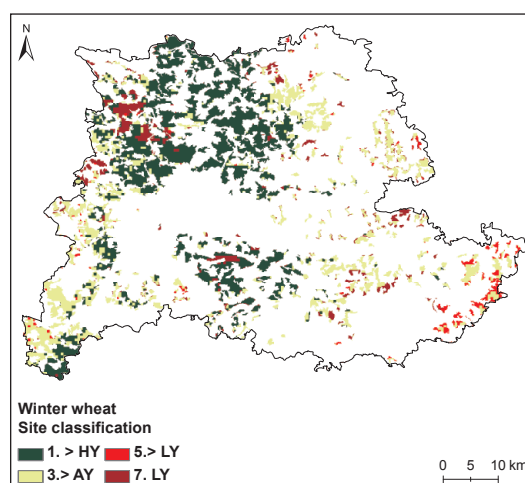 N
Winter wheat
Site classification
1. > HY 5.> LY
3.> AY 7. LY
0 5 10 km